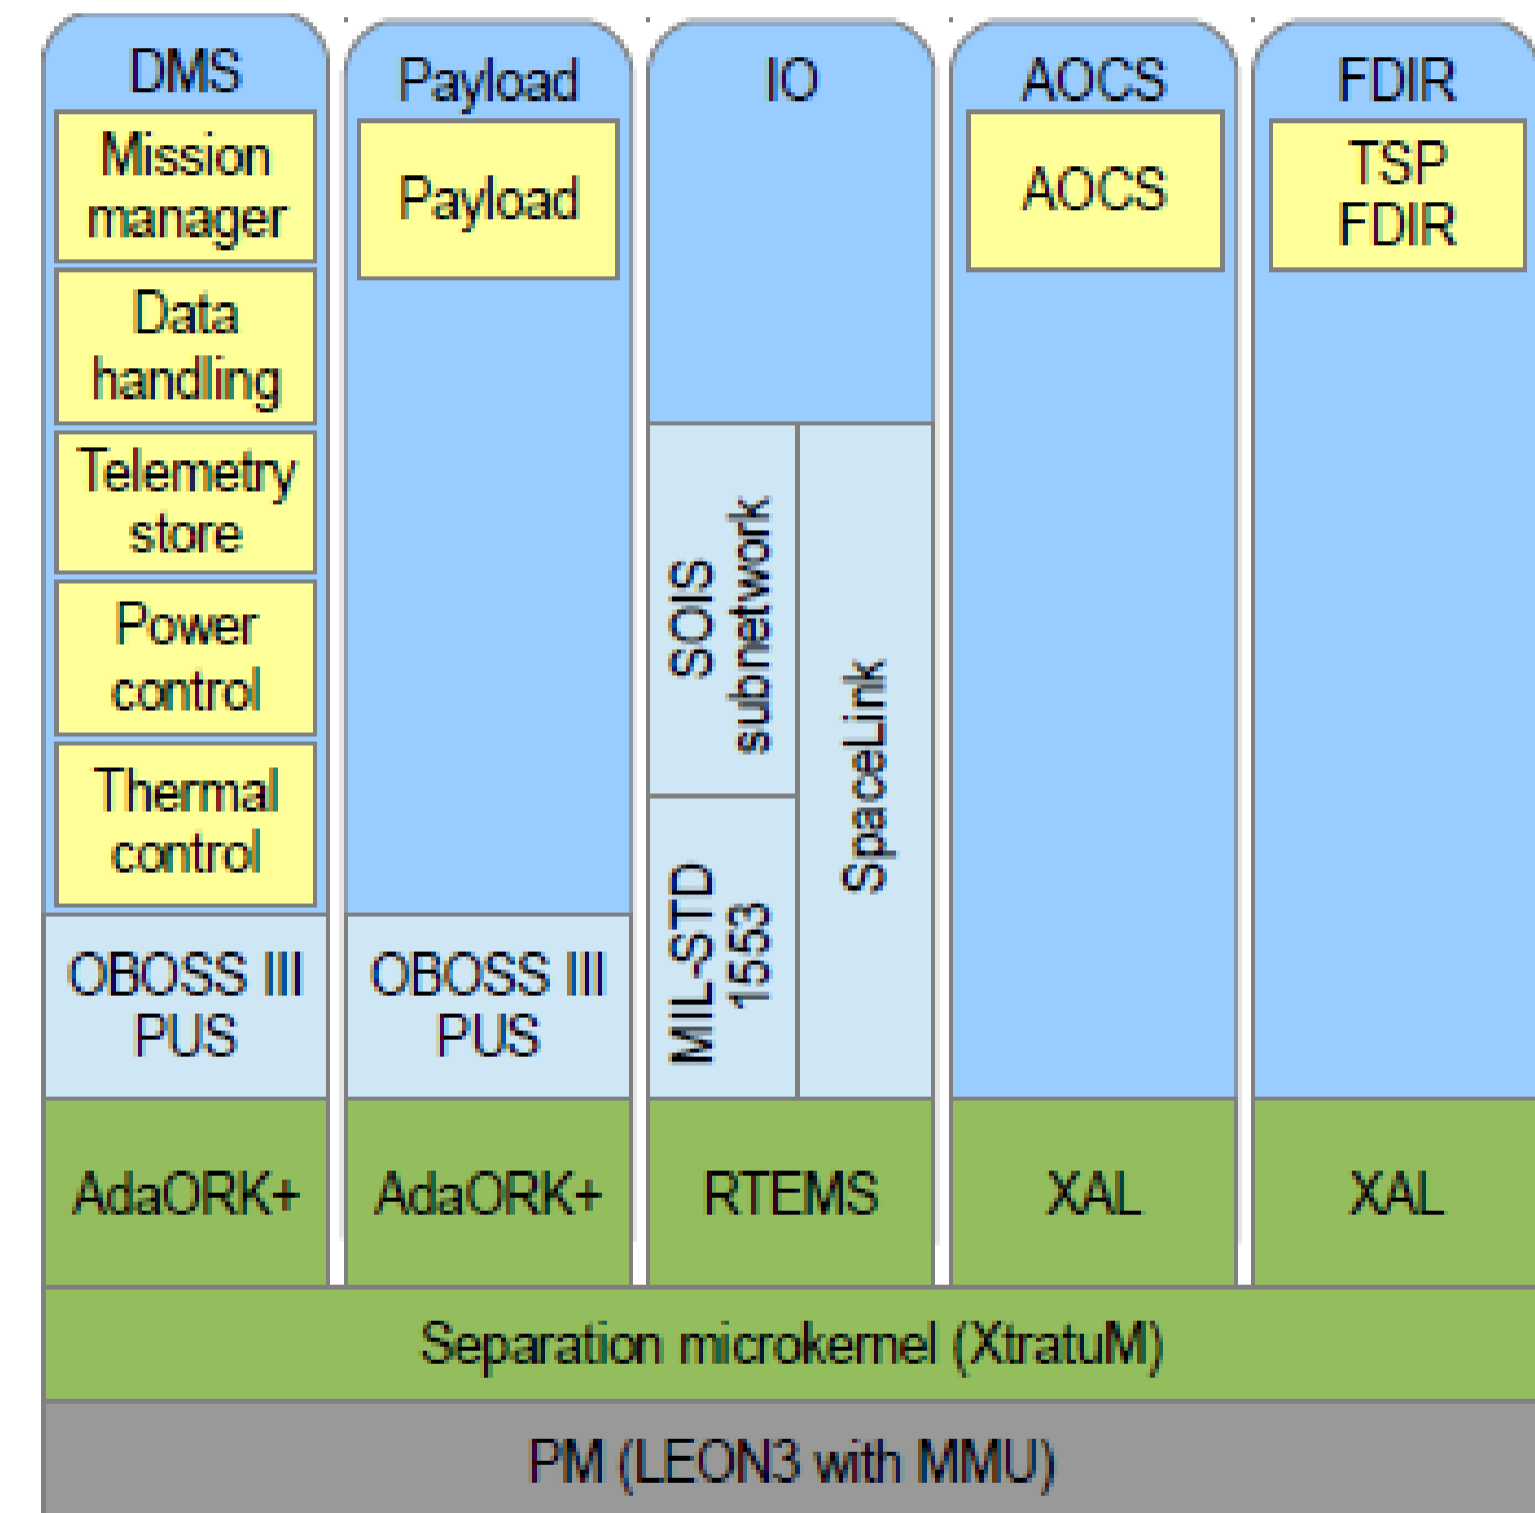 DMS
Mission
manager
Data
handling
Telemetry
store
Power
control
Thermal
control
OBOSS III
PUS
AdaORK+
Payload
Payload
OBOSS III
PUS
AdaORK+
IO
SOIS
subnetwork
MIL-STD
1553
SpaceLink
RTEMS
AOCS
AOCS
XAL
FDIR
TSP
FDIR
XAL
Separation microkernel (XtratuM)
PM (LEON3 with MMU)